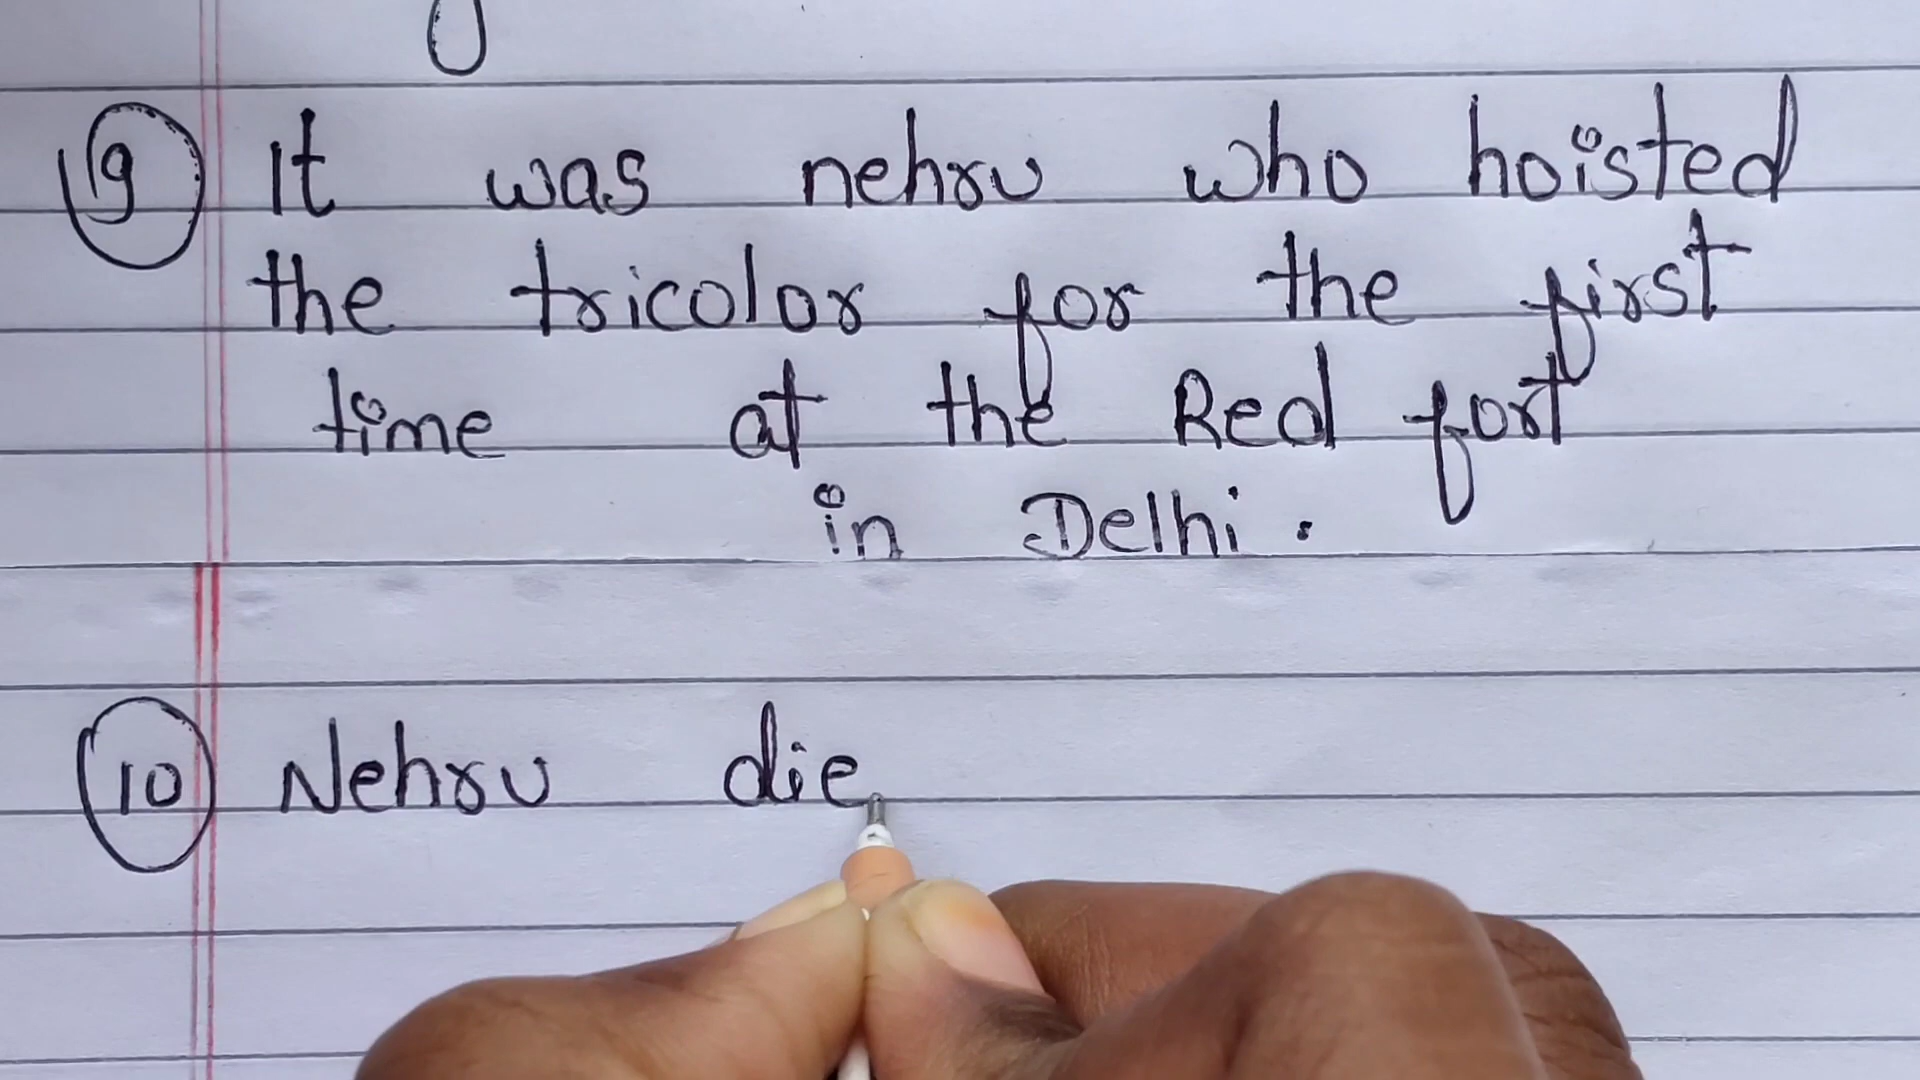 9 It was nehru who hoisted
the tricolor for the first
time at the Red fort
in Delhi.
10 Nehru die